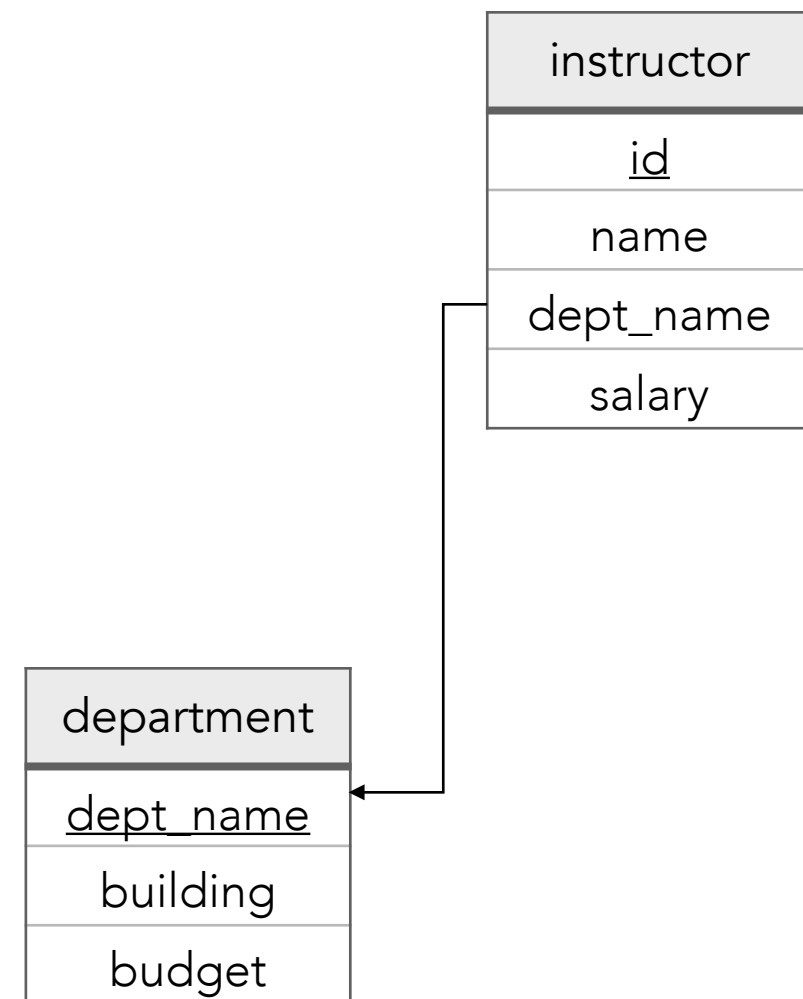 instructor
id
name
dept_name
salary
department
dept_name
building
budget